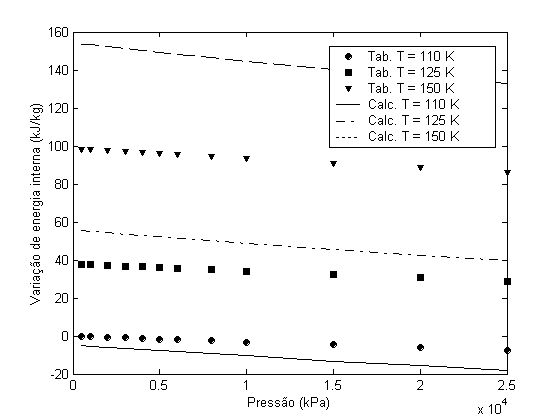 160
140
120
100
80
60
40
20
0
-20
Variação de energia interna (kJ/kg)
Tab. T = 110 K
Tab. T = 125 K
Tab. T = 150 K
Calc. T = 110 K
Calc. T = 125 K
Calc. T = 150 K
0 0.5 1 1.5 2 2.5
Pressão (kPa)
x 10^4